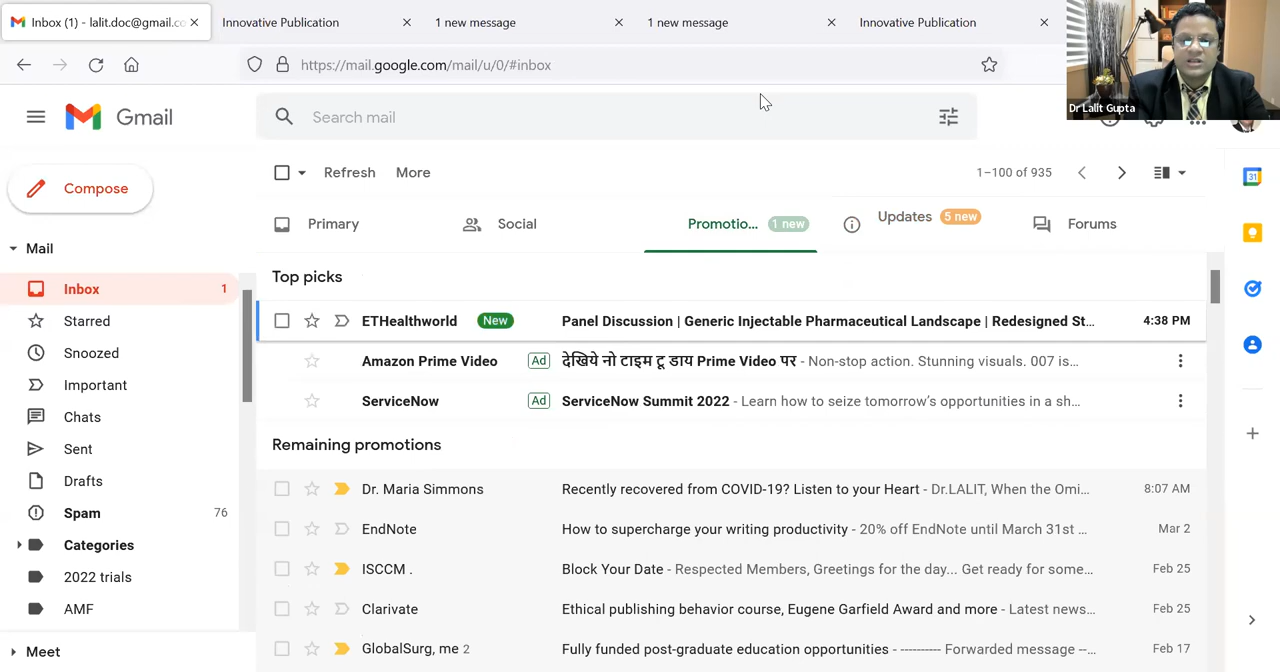 Inbox (1) - lalit.doc@gmail.co
Innovative Publication
1 new message
1 new message
Innovative Publication
https://mail.google.com/mail/u/0/#inbox
Dr Lalit Gupta
Gmail
Search mail
Compose
Refresh
More
1–100 of 935
31
Primary
Social
Promotio...
1 new
Updates
5 new
Forums
Mail
Inbox
1
Starred
Snoozed
Important
Chats
Sent
Drafts
Spam
76
Categories
2022 trials
AMF
Meet
Top picks
ETHealthworld New Panel Discussion | Generic Injectable Pharmaceutical Landscape | Redesigned St... 4:38 PM
Amazon Prime Video Ad देखिये नो टाइम टू डाय Prime Video पर - Non-stop action. Stunning visuals. 007 is...
ServiceNow Ad ServiceNow Summit 2022 - Learn how to seize tomorrow's opportunities in a sh...
Remaining promotions
Dr. Maria Simmons Recently recovered from COVID-19? Listen to your Heart - Dr.LALIT, When the Omi... 8:07 AM
EndNote How to supercharge your writing productivity - 20% off EndNote until March 31st ... Mar 2
ISCCM . Block Your Date - Respected Members, Greetings for the day... Get ready for some... Feb 25
Clarivate Ethical publishing behavior course, Eugene Garfield Award and more - Latest news... Feb 25
GlobalSurg, me 2 Fully funded post-graduate education opportunities - ---------- Forwarded message --... Feb 17